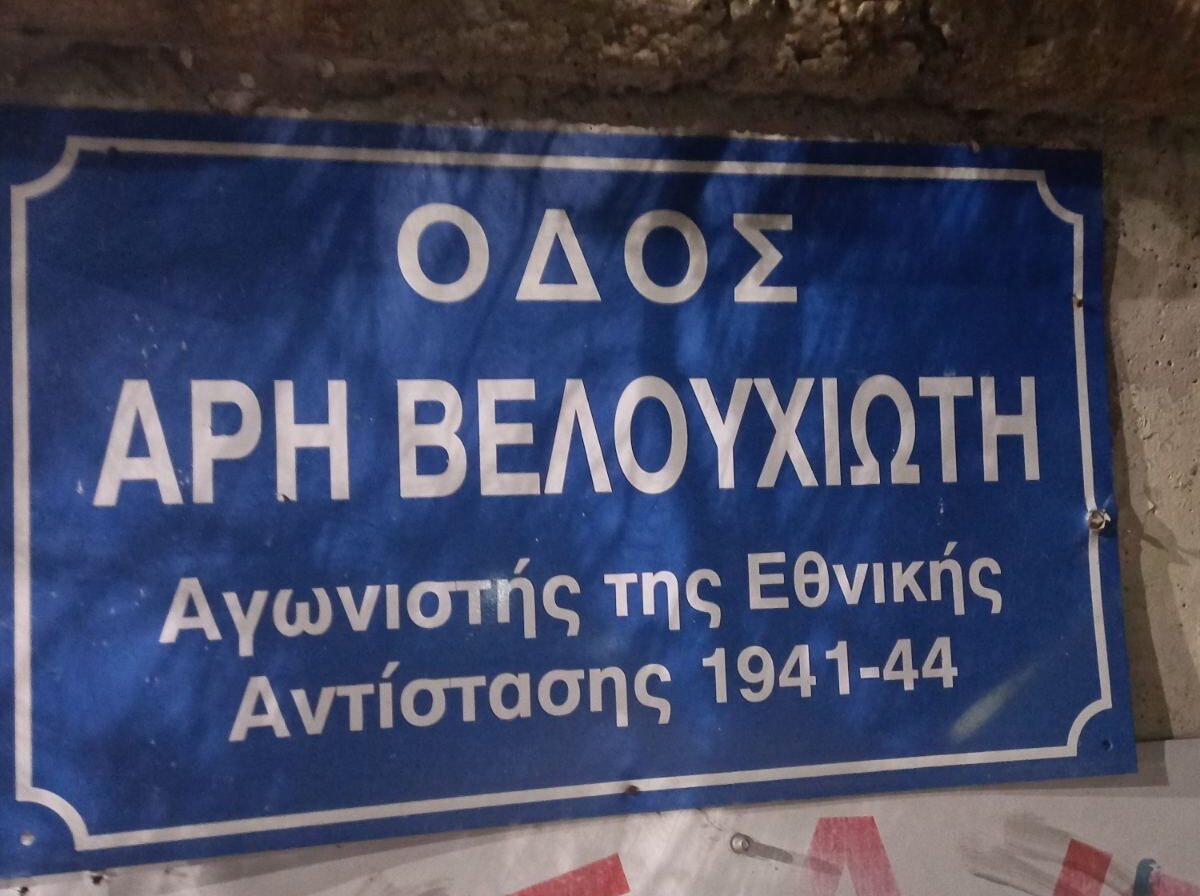 ΟΔΟΣ
ΑΡΗ ΒΕΛΟΥΧΙΩΤΗ
Αγωνιστής της Εθνικής
Αντίστασης 1941-44